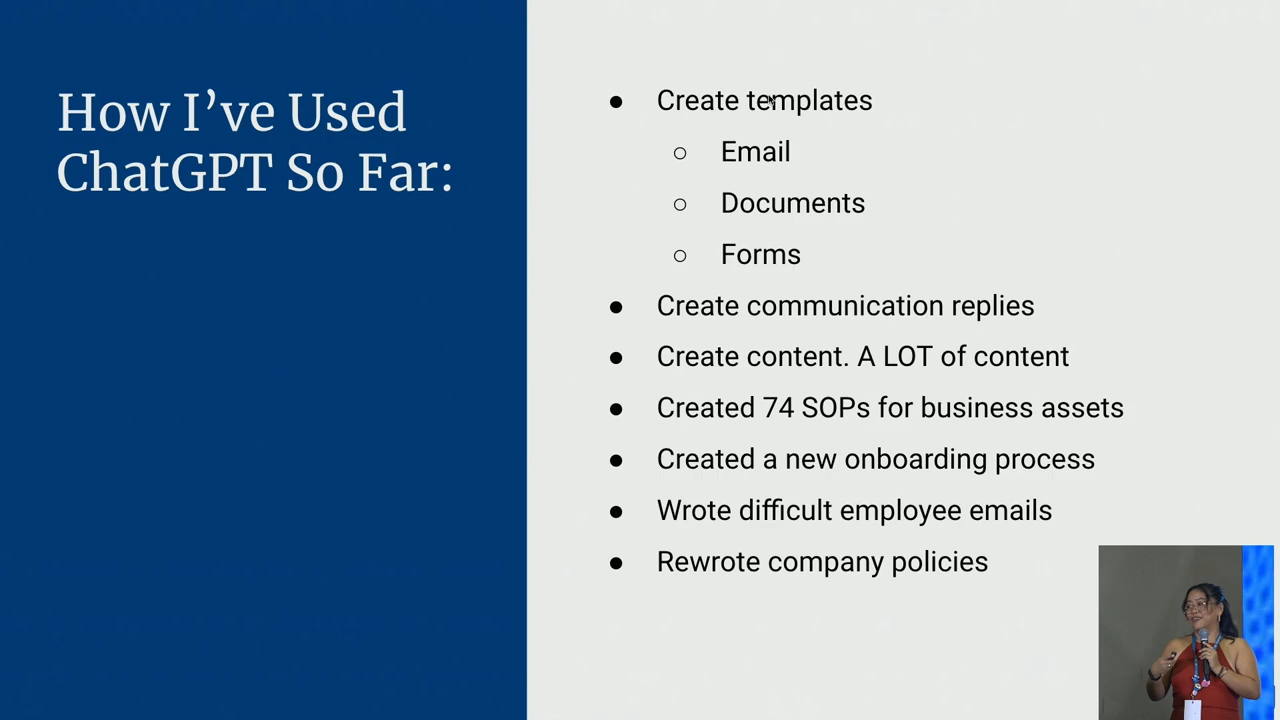 How I've Used
ChatGPT So Far:
● Create templates
○ Email
○ Documents
○ Forms
● Create communication replies
● Create content. A LOT of content
● Created 74 SOPs for business assets
● Created a new onboarding process
● Wrote difficult employee emails
● Rewrote company policies